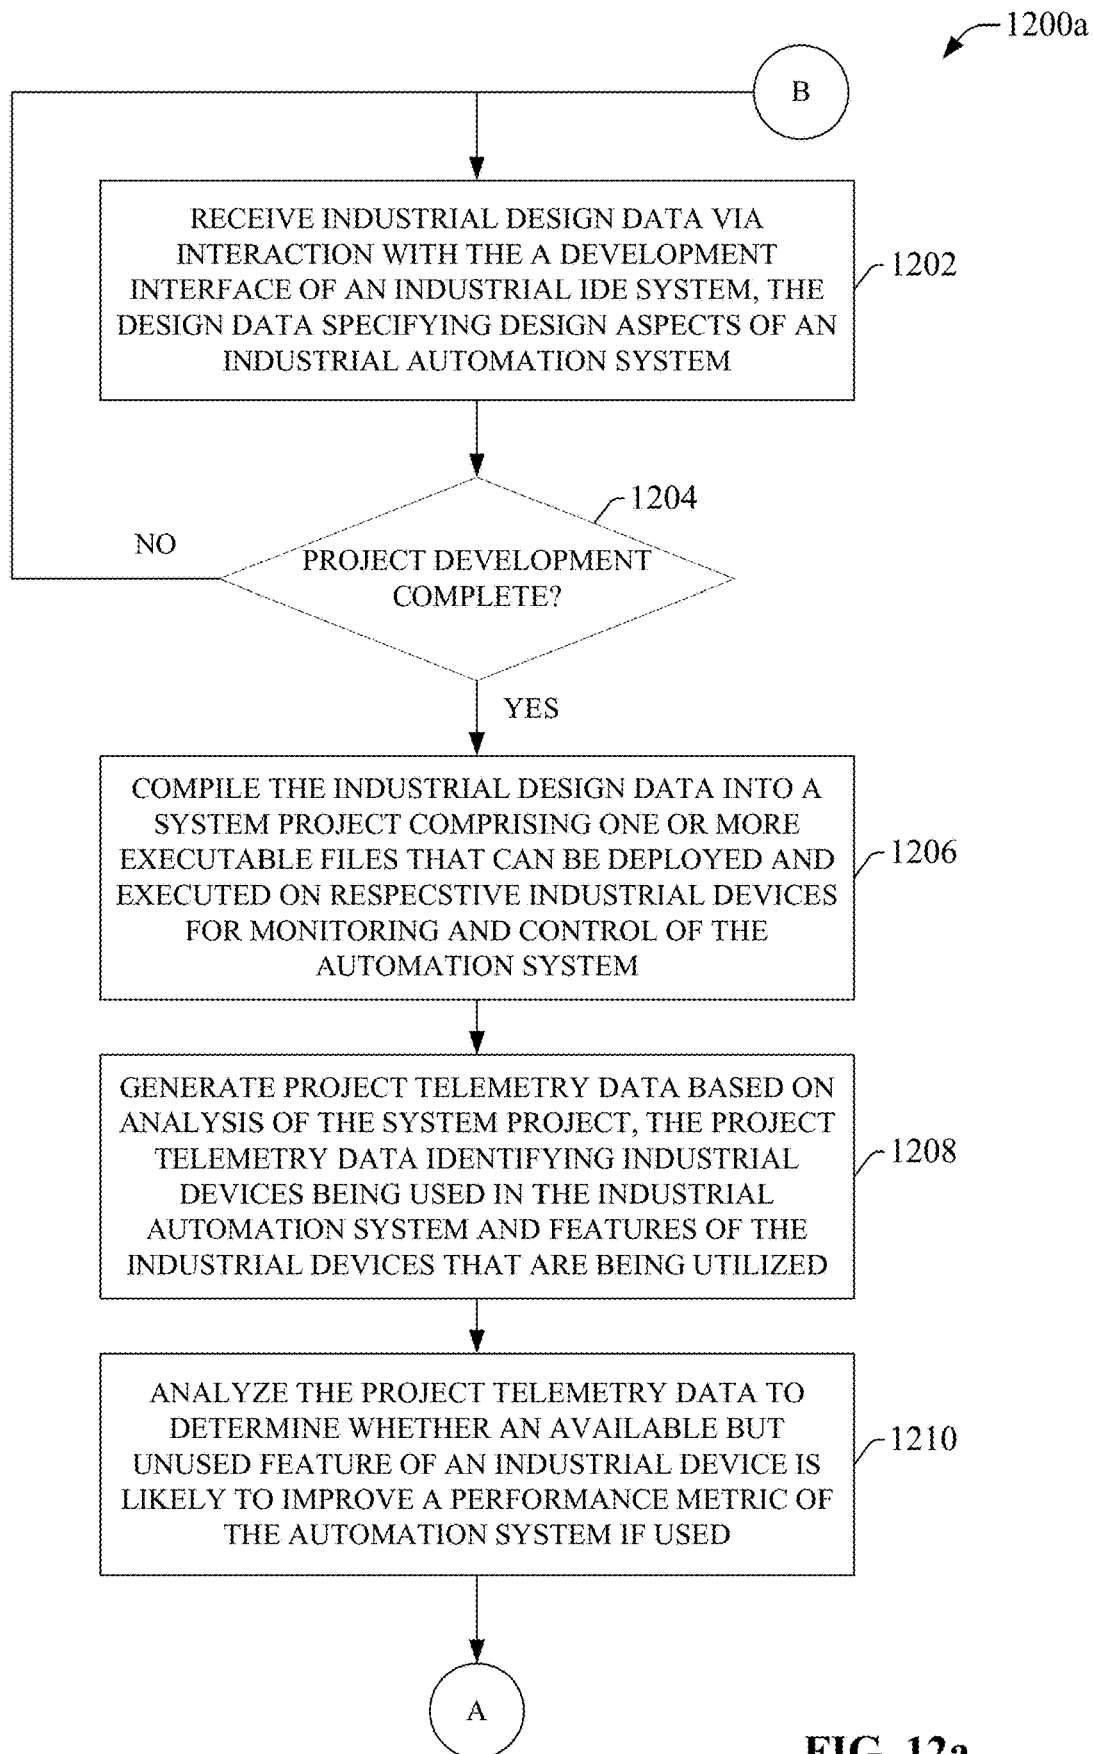 1200a
B
RECEIVE INDUSTRIAL DESIGN DATA VIA
INTERACTION WITH THE A DEVELOPMENT
INTERFACE OF AN INDUSTRIAL IDE SYSTEM, THE
DESIGN DATA SPECIFYING DESIGN ASPECTS OF AN
INDUSTRIAL AUTOMATION SYSTEM
1202
1204
NO
PROJECT DEVELOPMENT
COMPLETE?
YES
COMPILE THE INDUSTRIAL DESIGN DATA INTO A
SYSTEM PROJECT COMPRISING ONE OR MORE
EXECUTABLE FILES THAT CAN BE DEPLOYED AND
EXECUTED ON RESPECSTIVE INDUSTRIAL DEVICES
FOR MONITORING AND CONTROL OF THE
AUTOMATION SYSTEM
1206
GENERATE PROJECT TELEMETRY DATA BASED ON
ANALYSIS OF THE SYSTEM PROJECT, THE PROJECT
TELEMETRY DATA IDENTIFYING INDUSTRIAL
DEVICES BEING USED IN THE INDUSTRIAL
AUTOMATION SYSTEM AND FEATURES OF THE
INDUSTRIAL DEVICES THAT ARE BEING UTILIZED
1208
ANALYZE THE PROJECT TELEMETRY DATA TO
DETERMINE WHETHER AN AVAILABLE BUT
UNUSED FEATURE OF AN INDUSTRIAL DEVICE IS
LIKELY TO IMPROVE A PERFORMANCE METRIC OF
THE AUTOMATION SYSTEM IF USED
1210
A
FIG. 12a